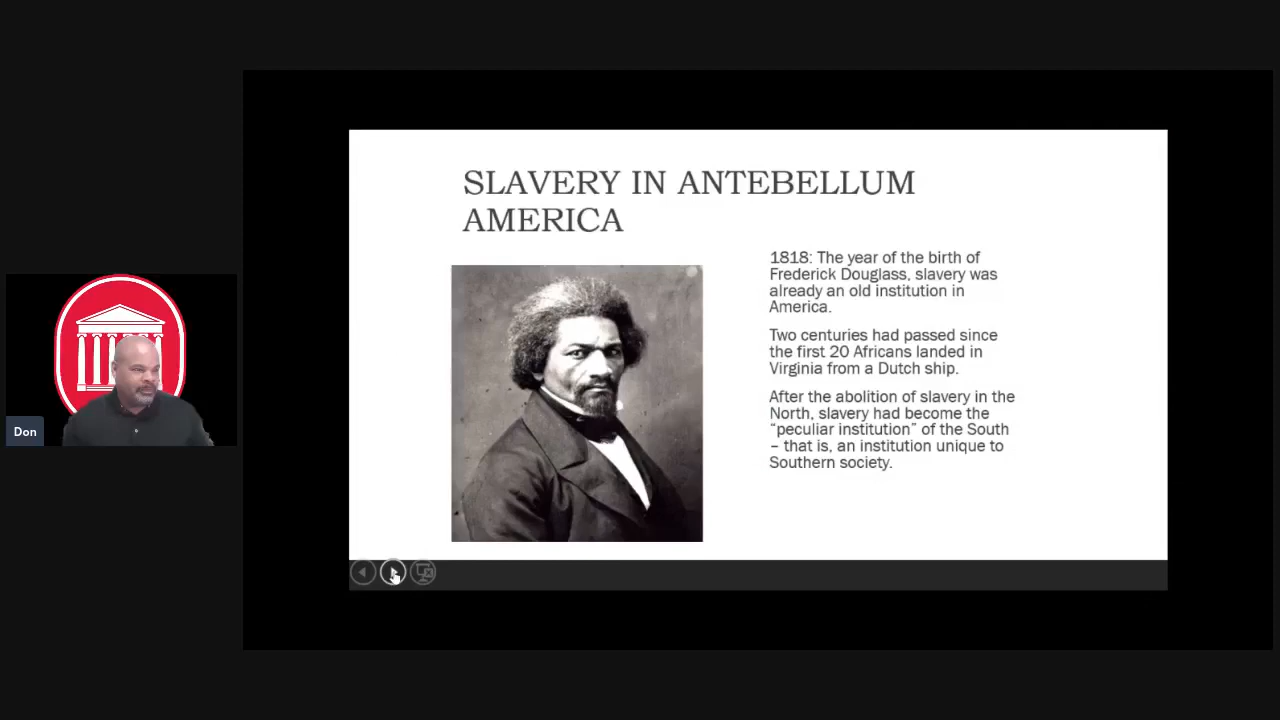 SLAVERY IN ANTEBELLUM
AMERICA
1818: The year of the birth of
Frederick Douglass, slavery was
already an old institution in
America.
Two centuries had passed since
the first 20 Africans landed in
Virginia from a Dutch ship.
After the abolition of slavery in the
North, slavery had become the
“peculiar institution” of the South
– that is, an institution unique to
Southern society.
Don